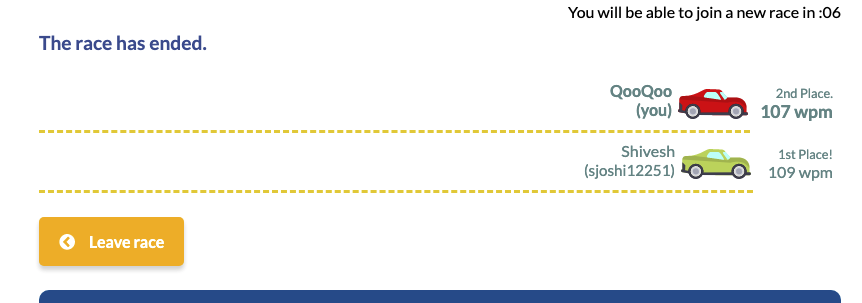 You will be able to join a new race in :06
The race has ended.
QooQoo
(you)
2nd Place.
107 wpm
Shivesh
(sjoshi12251)
1st Place!
109 wpm
Leave race